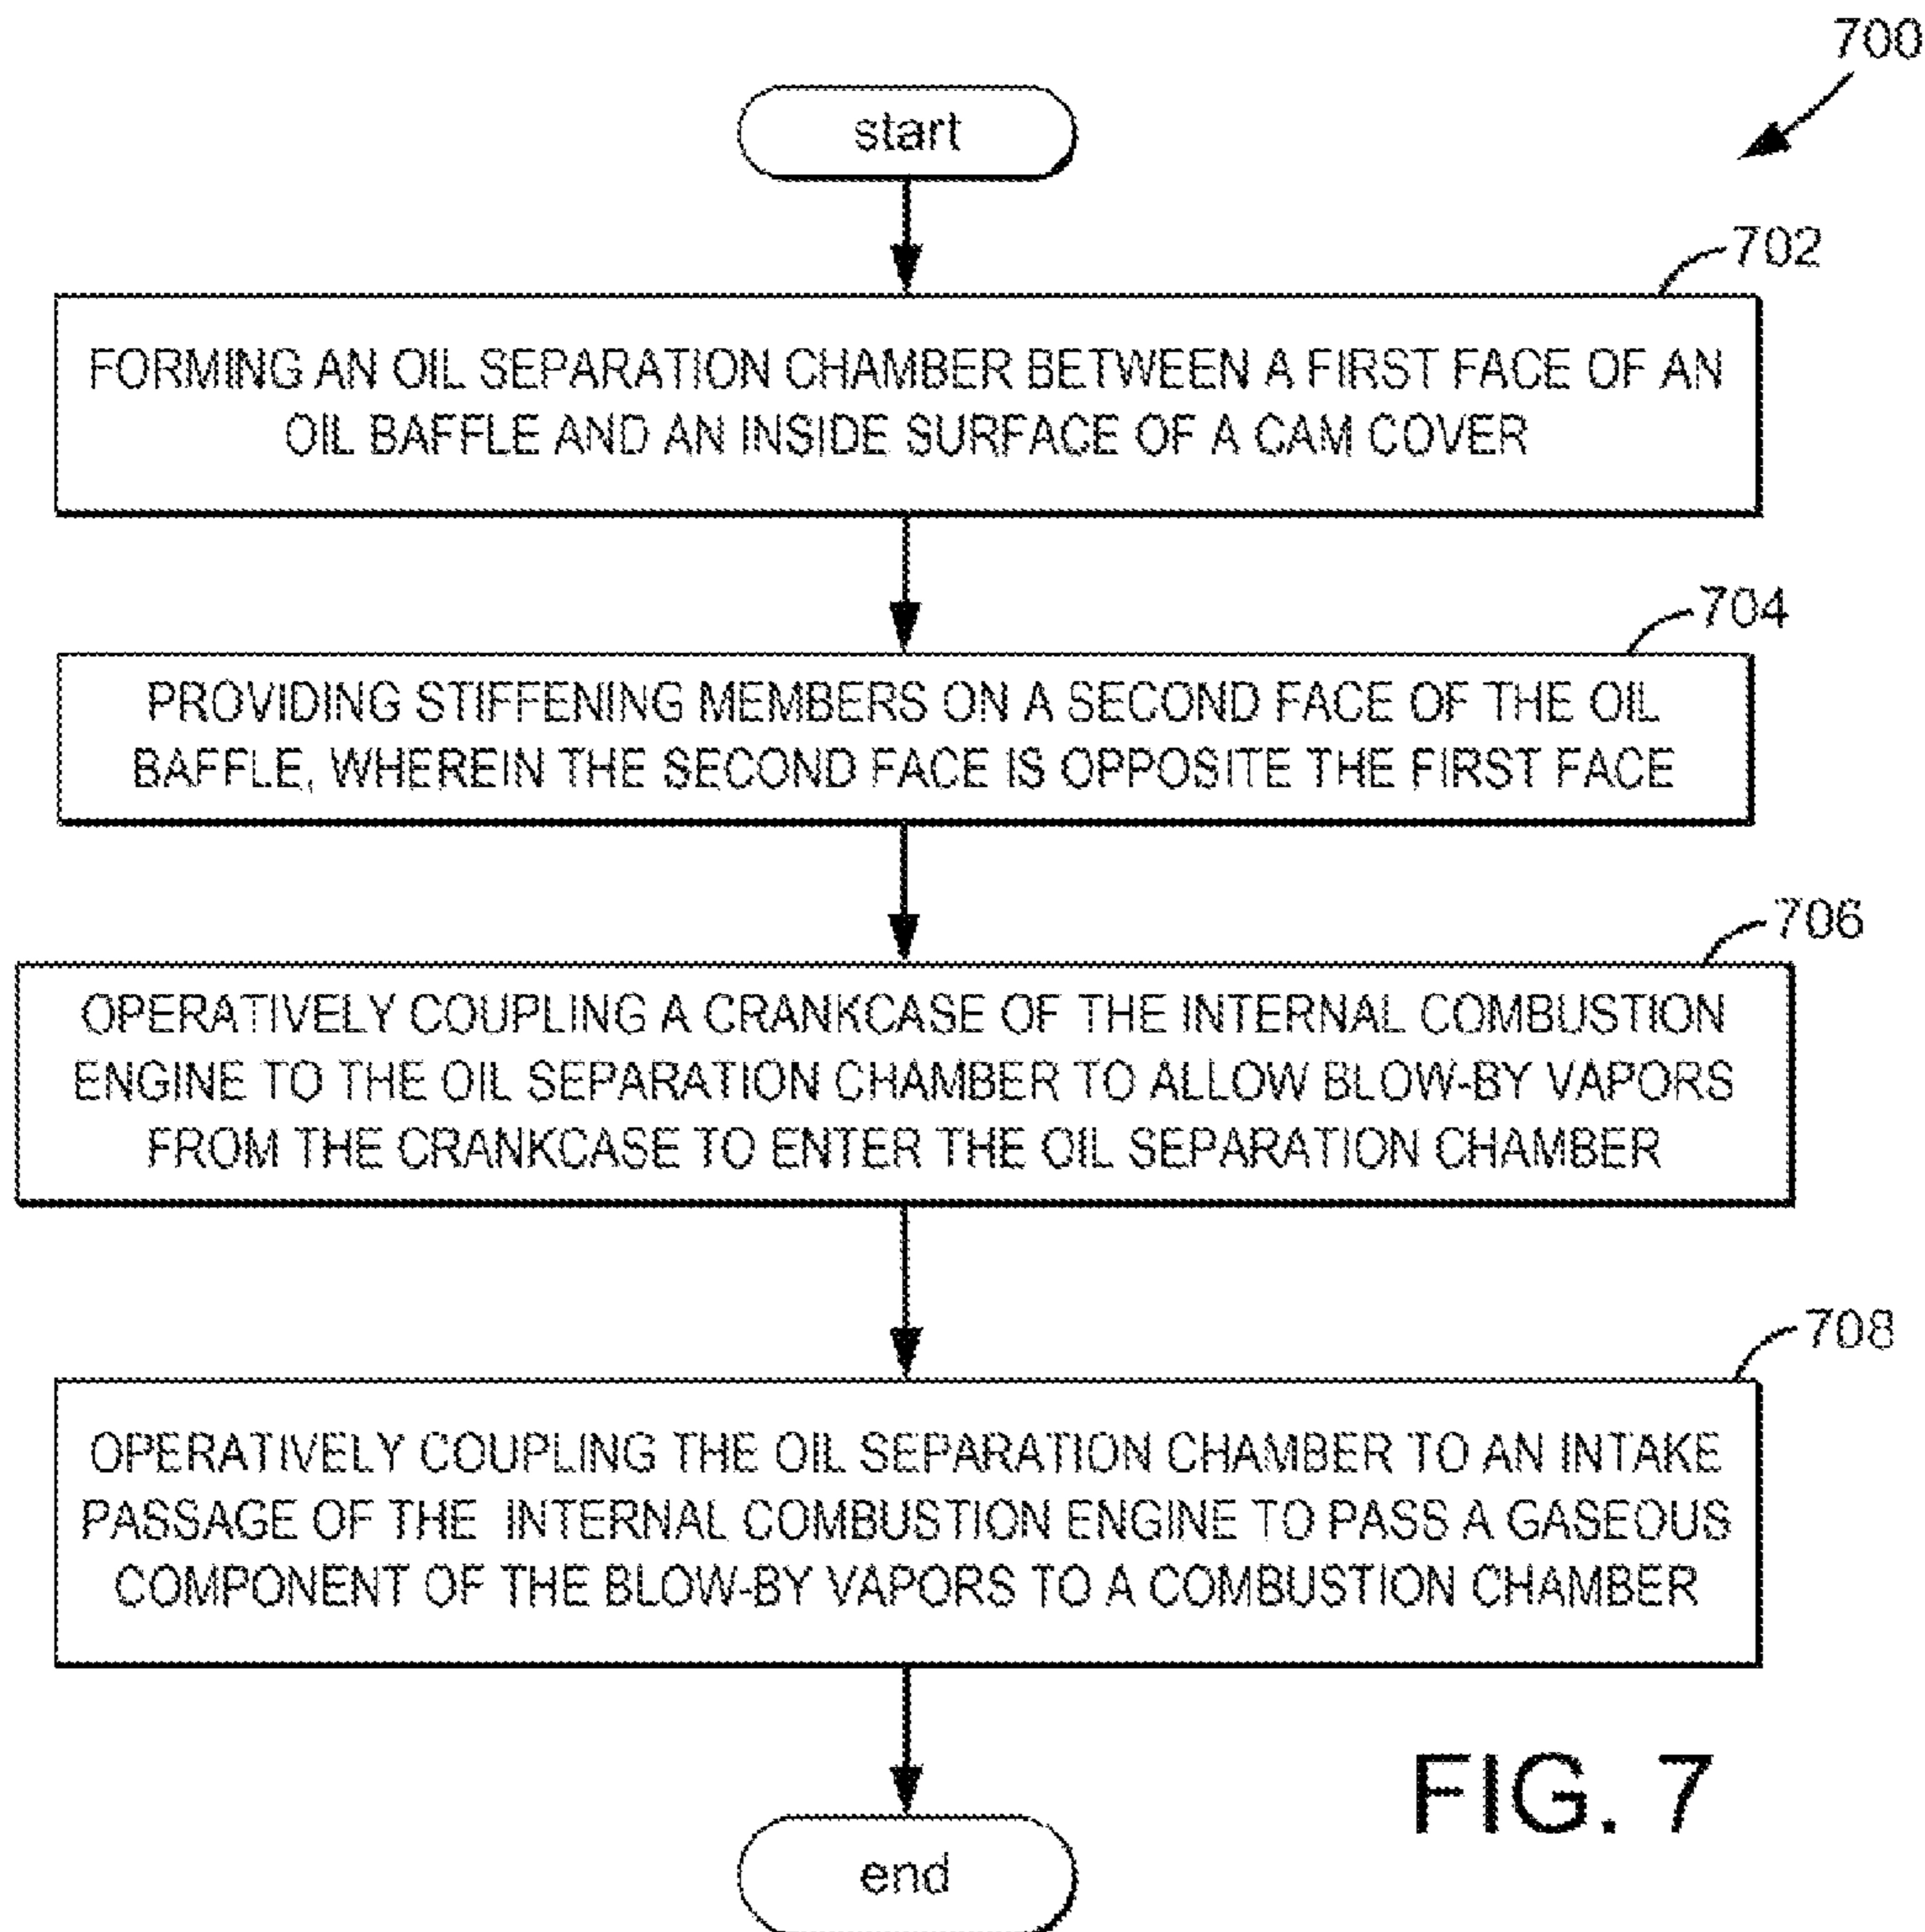 700
start
702
FORMING AN OIL SEPARATION CHAMBER BETWEEN A FIRST FACE OF AN
OIL BAFFLE AND AN INSIDE SURFACE OF A CAM COVER
704
PROVIDING STIFFENING MEMBERS ON A SECOND FACE OF THE OIL
BAFFLE, WHEREIN THE SECOND FACE IS OPPOSITE THE FIRST FACE
706
OPERATIVELY COUPLING A CRANKCASE OF THE INTERNAL COMBUSTION
ENGINE TO THE OIL SEPARATION CHAMBER TO ALLOW BLOW-BY VAPORS
FROM THE CRANKCASE TO ENTER THE OIL SEPARATION CHAMBER
708
OPERATIVELY COUPLING THE OIL SEPARATION CHAMBER TO AN INTAKE
PASSAGE OF THE INTERNAL COMBUSTION ENGINE TO PASS A GASEOUS
COMPONENT OF THE BLOW-BY VAPORS TO A COMBUSTION CHAMBER
FIG. 7
end